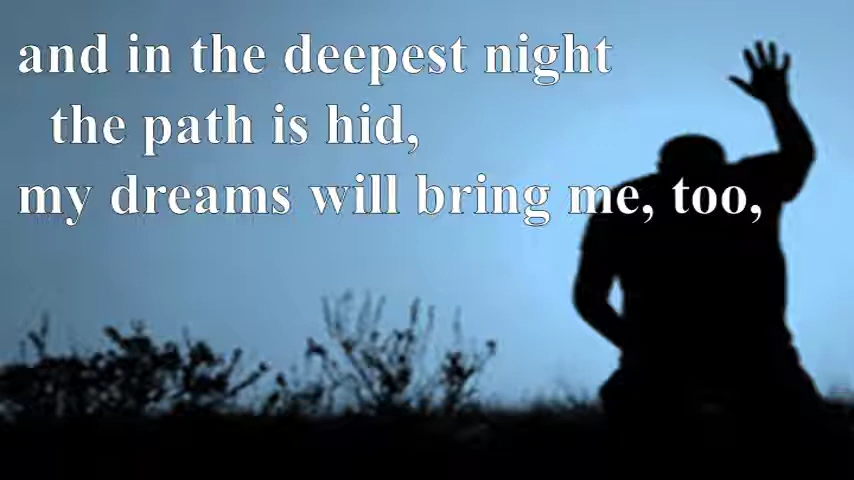 and in the deepest night
the path is hid,
my dreams will bring me, too,